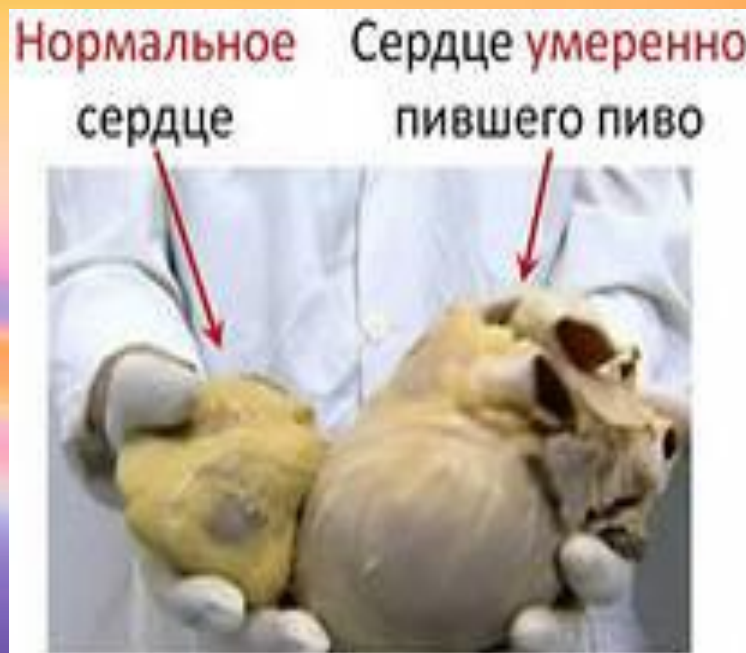 Нормальное
сердце
Сердце умеренно
пившего пиво